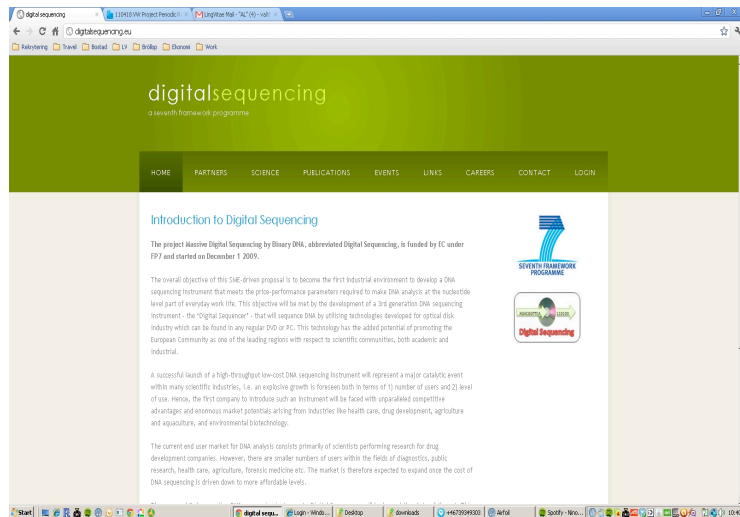 digital sequencing
110418 VW Project Periodic R
LingVitae Mail - "AL" (4) - valt
digitalsequencing.eu
Rekrytering Travel Bostad LV Bröllop Ekonomi Work
digitalsequencing
a seventh framework programme
HOME PARTNERS SCIENCE PUBLICATIONS EVENTS LINKS CAREERS CONTACT LOGIN
Introduction to Digital Sequencing
The project Massive Digital Sequencing by Binary DNA, abbreviated Digital Sequencing, is funded by EC under
FP7 and started on December 1 2009.
The overall objective of this SME-driven proposal is to become the first industrial environment to develop a DNA
sequencing instrument that meets the price-performance parameters required to make DNA analysis at the nucleotide
level part of everyday work life. This objective will be met by the development of a 3rd generation DNA sequencing
instrument - the "Digital Sequencer" - that will sequence DNA by utilising technologies developed for optical disk
industry which can be found in any regular DVD or PC. This technology has the added potential of promoting the
European Community as one of the leading regions with respect to scientific communities, both academic and
industrial.
A successful launch of a high-throughput low-cost DNA sequencing instrument will represent a major catalytic event
within many scientific industries, i.e. an explosive growth is foreseen both in terms of 1) number of users and 2) level
of use. Hence, the first company to introduce such an instrument will be faced with unparalleled competitive
advantages and enormous market potentials arising from industries like health care, drug development, agriculture
and aquaculture, and environmental biotechnology.
The current end user market for DNA analysis consists primarily of scientists performing research for drug
development companies. However, there are smaller numbers of users within the fields of diagnostics, public
research, health care, agriculture, forensic medicine etc. The market is therefore expected to expand once the cost of
DNA sequencing is driven down to more affordable levels.
SEVENTH FRAMEWORK
PROGRAMME
Digital Sequencing
Start
digital sequ...
Login - Windo...
Desktop
downloads
+46739349303
Airfoil
Spotify - Nino...
10:40